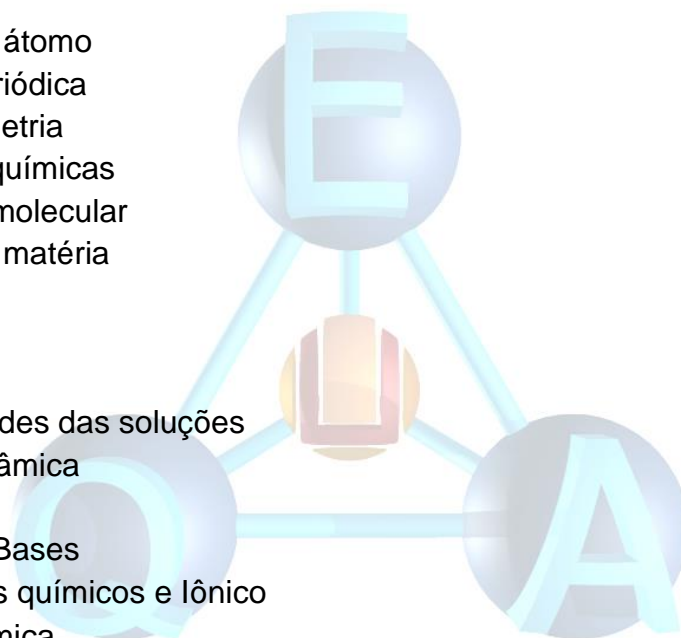 átomo
riódica
etria
químicas
molecular
matéria
E
des das soluções
âmica
Q
A
Bases
s químicos e Iônico